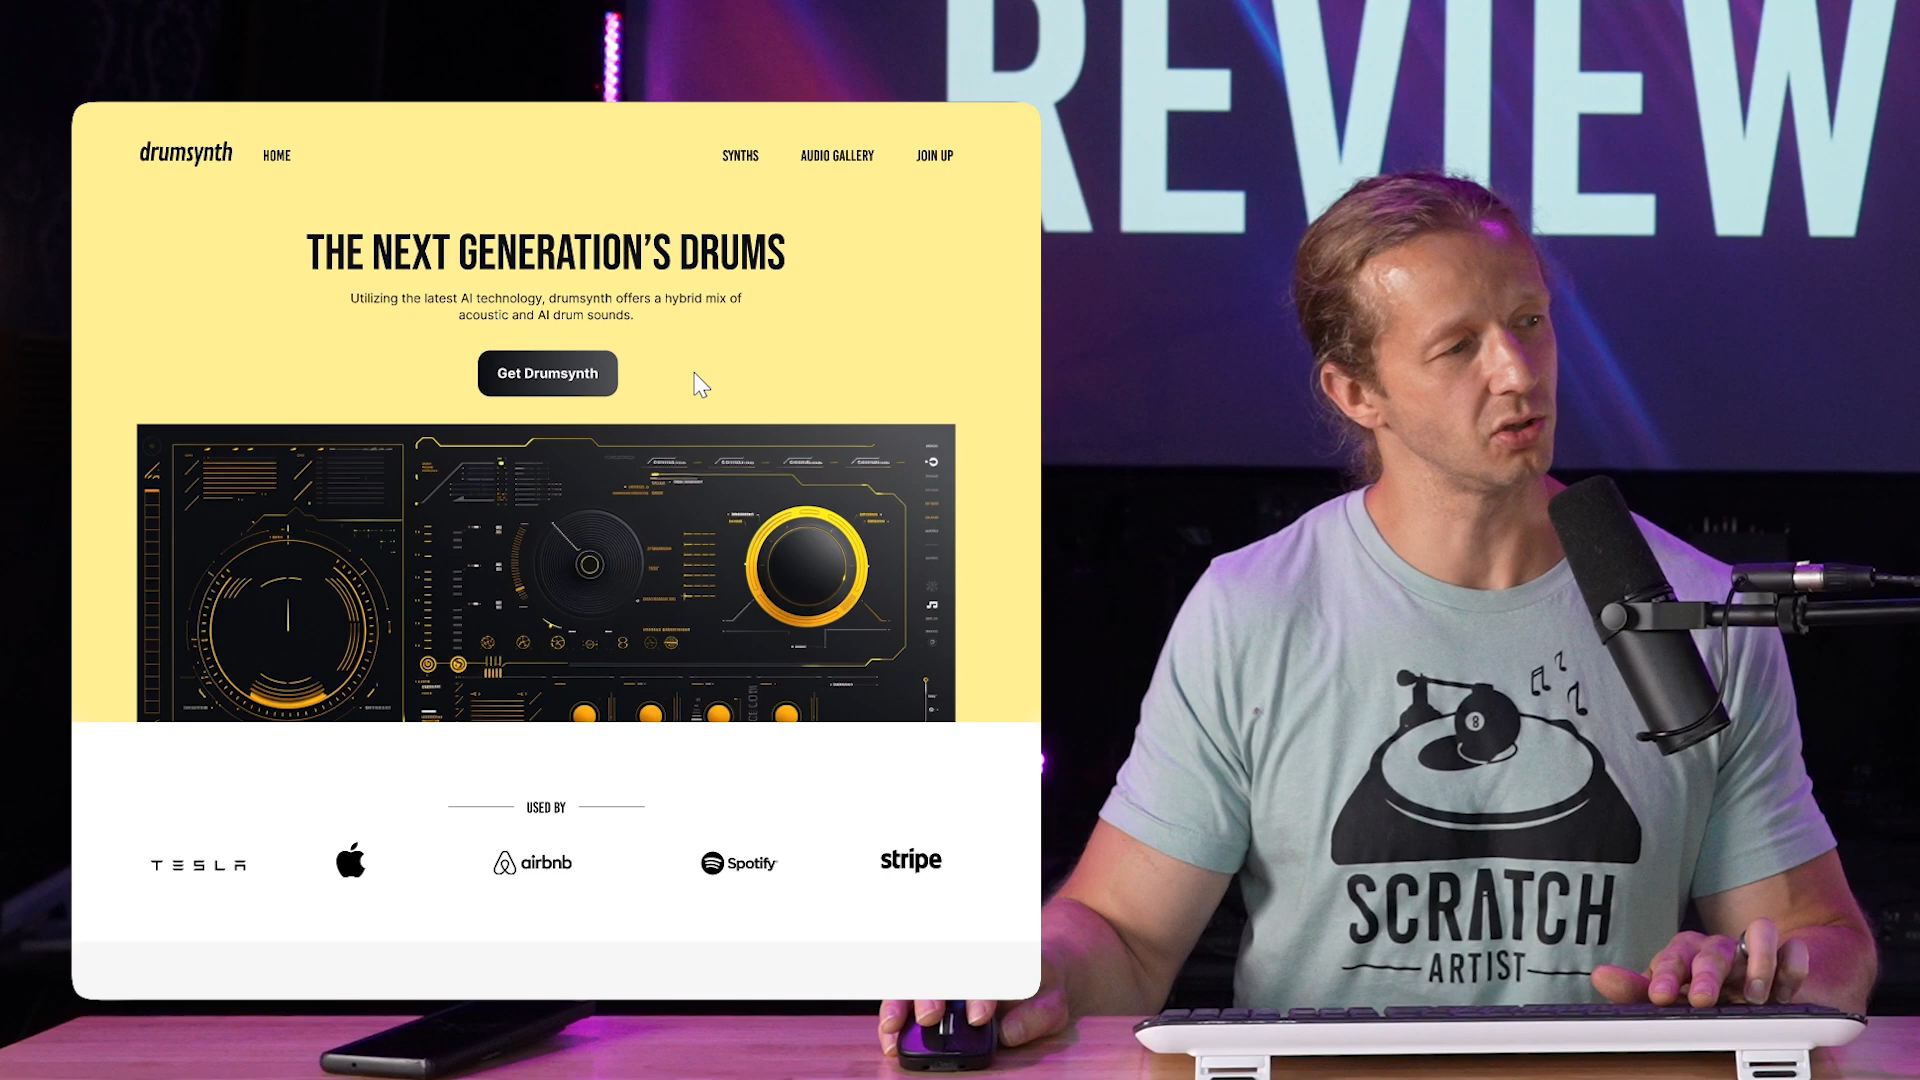 REVIEW
drumsynth
HOME
SYNTHS
AUDIO GALLERY
JOIN UP
THE NEXT GENERATION’S DRUMS
Utilizing the latest AI technology, drumsynth offers a hybrid mix of
acoustic and AI drum sounds.
Get Drumsynth
USED BY
TESLA
airbnb
Spotify
stripe
8
SCRATCH
ARTIST